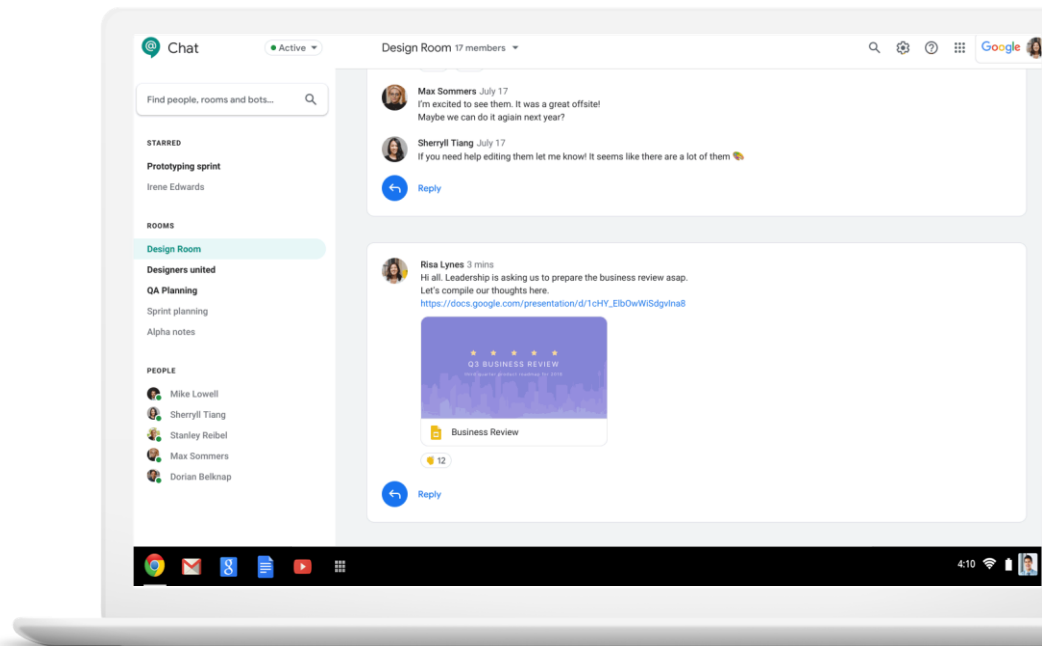 Chat
Active
Design Room 17 members
Google
Find people, rooms and bots...
STARRED
Prototyping sprint
Irene Edwards
ROOMS
Design Room
Designers united
QA Planning
Sprint planning
Alpha notes
PEOPLE
Mike Lowell
Sherryll Tiang
Stanley Reibel
Max Sommers
Dorian Belknap
Max Sommers July 17
I'm excited to see them. It was a great offsite!
Maybe we can do it agiain next year?
Sherryll Tiang July 17
If you need help editing them let me know! It seems like there are a lot of them
Reply
Risa Lynes 3 mins
Hi all. Leadership is asking us to prepare the business review asap.
Let's compile our thoughts here.
https://docs.google.com/presentation/d/1cHY_ElbOwWiSdgvIna8
Q3 BUSINESS REVIEW
Business Review
12
Reply
4:10